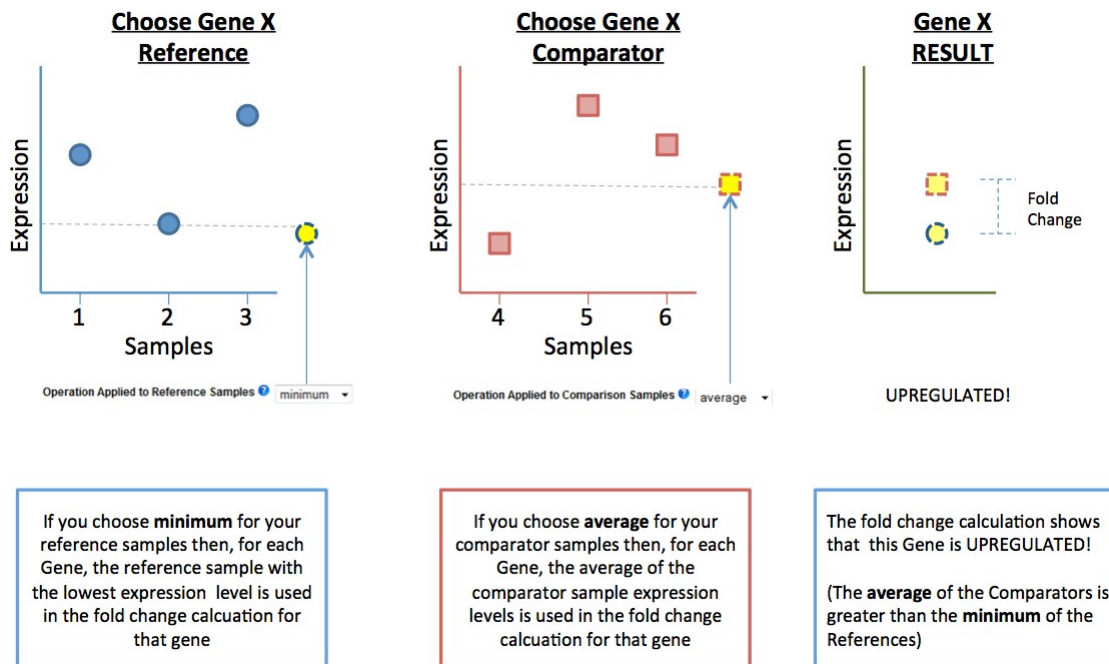 Choose Gene X
Reference
Expression
1
2
3
Samples
Operation Applied to Reference Samples ? minimum
If you choose minimum for your
reference samples then, for each
Gene, the reference sample with
the lowest expression level is used
in the fold change calcuation for
that gene
Choose Gene X
Comparator
Expression
4
5
6
Samples
Operation Applied to Comparison Samples ? average
If you choose average for your
comparator samples then, for each
Gene, the average of the
comparator sample expression
levels is used in the fold change
calcuation for that gene
Gene X
RESULT
Expression
Fold
Change
UPREGULATED!
The fold change calculation shows
that this Gene is UPREGULATED!
(The average of the Comparators is
greater than the minimum of the
References)